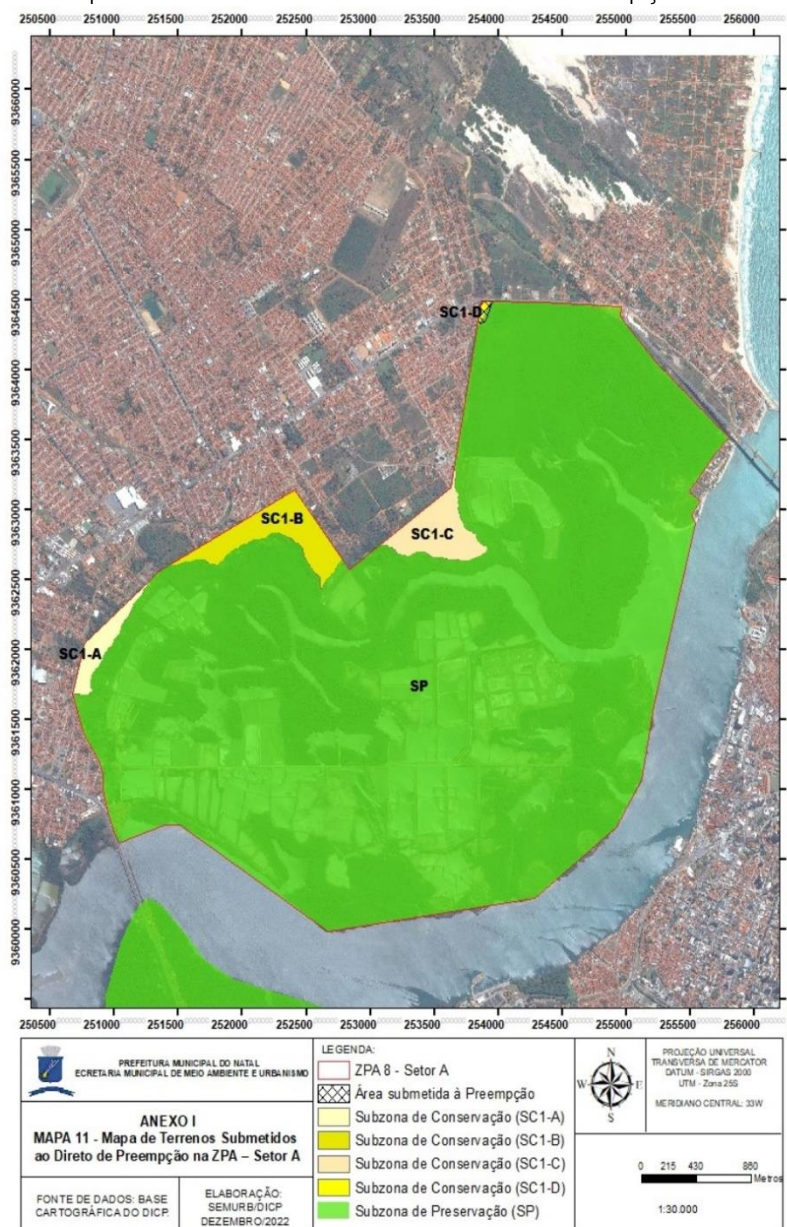 250500 251000 251500 252000 252500 253000 253500 254000 254500 255000 255500 256000
9366000
9365500
9365000
9364500
9364000
9363500
9363000
9362500
9362000
9361500
9361000
9360500
9360000
SC1-D
SC1-B
SC1-C
SC1-A
SP
250500 251000 251500 252000 252500 253000 253500 254000 254500 255000 255500 256000
PREFEITURA MUNICIPAL DO NATAL
ECRETARIA MUNICIPAL DE MEIO AMBIENTE E URBANISMO
ANEXO I
MAPA 11 - Mapa de Terrenos Submetidos
ao Direto de Preempção na ZPA – Setor A
FONTE DE DADOS: BASE
CARTOGRÁFICA DO DICP.
ELABORAÇÃO:
SEMURB/DICP
DEZEMBRO/2022
LEGENDA:
ZPA 8 - Setor A
Área submetida à Preempção
Subzona de Conservação (SC1-A)
Subzona de Conservação (SC1-B)
Subzona de Conservação (SC1-C)
Subzona de Conservação (SC1-D)
Subzona de Preservação (SP)
N
W E
S
PROJEÇÃO UNIVERSAL
TRANSVERSA DE MERCATOR
DATUM - SIRGAS 2000
UTM - Zona 25S
MERIDIANO CENTRAL: 33W
0 215 430 860
Metros
1:30.000